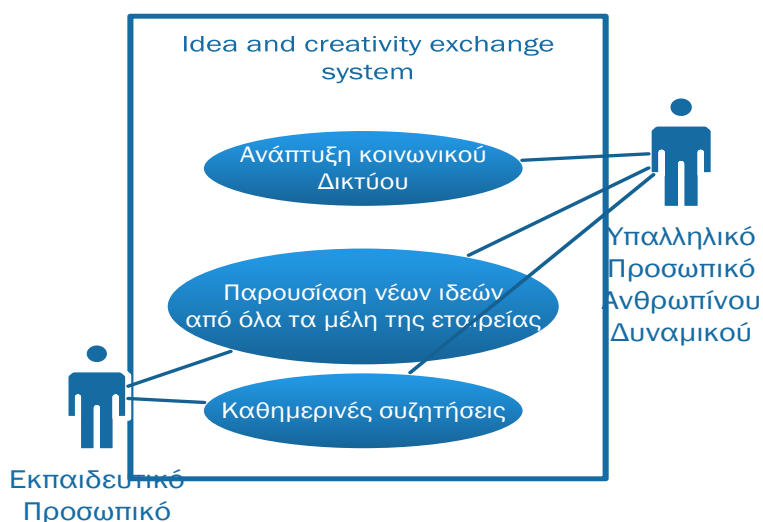 Idea and creativity exchange
system
Ανάπτυξη κοινωνικού
Δικτύου
Υπαλληλικό
Προσωπικό
Ανθρωπίνου
Δυναμικού
Παρουσίαση νέων ιδεών
από όλα τα μέλη της εταιρείας
Καθημερινές συζητήσεις
Εκπαιδευτικό
Προσωπικό